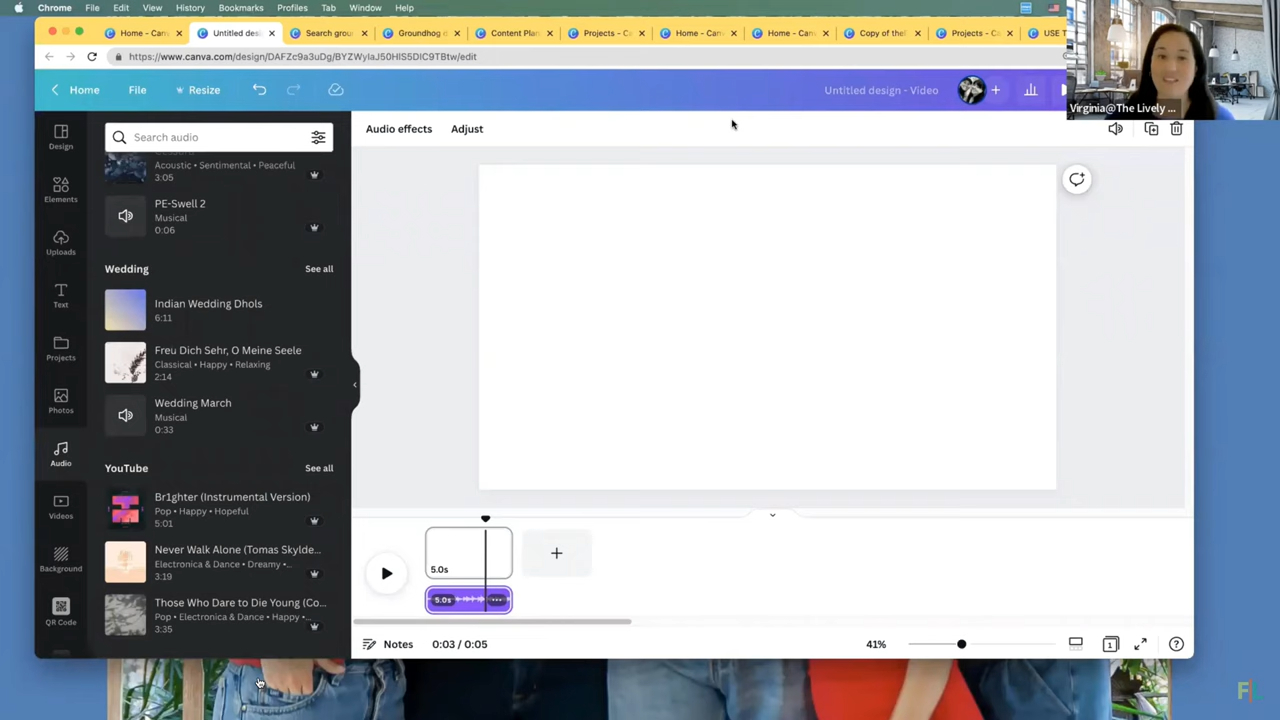 Chrome File Edit View History Bookmarks Profiles Tab Window Help
Home - Canv
Untitled desi
Search group
Groundhog d
Content Plan
Projects - Ca
Home - Canv
Home - Canv
Copy of the
Projects - Ca
USE T
https://www.canva.com/design/DAFZc9a3uDg/BYZWylaJ50HIS5DIC9TBtw/edit
Home File Resize
Untitled design - Video
Virginia@The Lively ...
Design
Elements
Uploads
Text
Projects
Photos
Audio
Videos
Background
QR Code
Search audio
Acoustic • Sentimental • Peaceful
3:05
PE-Swell 2
Musical
0:06
Wedding See all
Indian Wedding Dhols
6:11
Freu Dich Sehr, O Meine Seele
Classical • Happy • Relaxing
2:14
Wedding March
Musical
0:33
YouTube See all
Br1ghter (Instrumental Version)
Pop • Happy • Hopeful
5:01
Never Walk Alone (Tomas Skylde...
Electronica & Dance • Dreamy •...
3:19
Those Who Dare to Die Young (Co...
Pop • Electronica & Dance • Happy •...
3:35
Audio effects Adjust
5.0s
5.0s
Notes 0:03 / 0:05
41%
1
FL